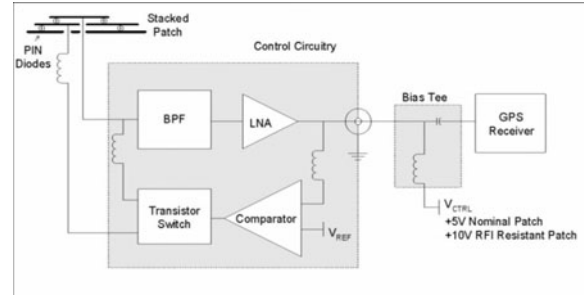 Stacked
Patch
PIN
Diodes
Control Circuitry
BPF
LNA
Bias Tee
GPS
Receiver
Transistor
Switch
Comparator
VREF
VCTRL
+5V Nominal Patch
+10V RFI Resistant Patch